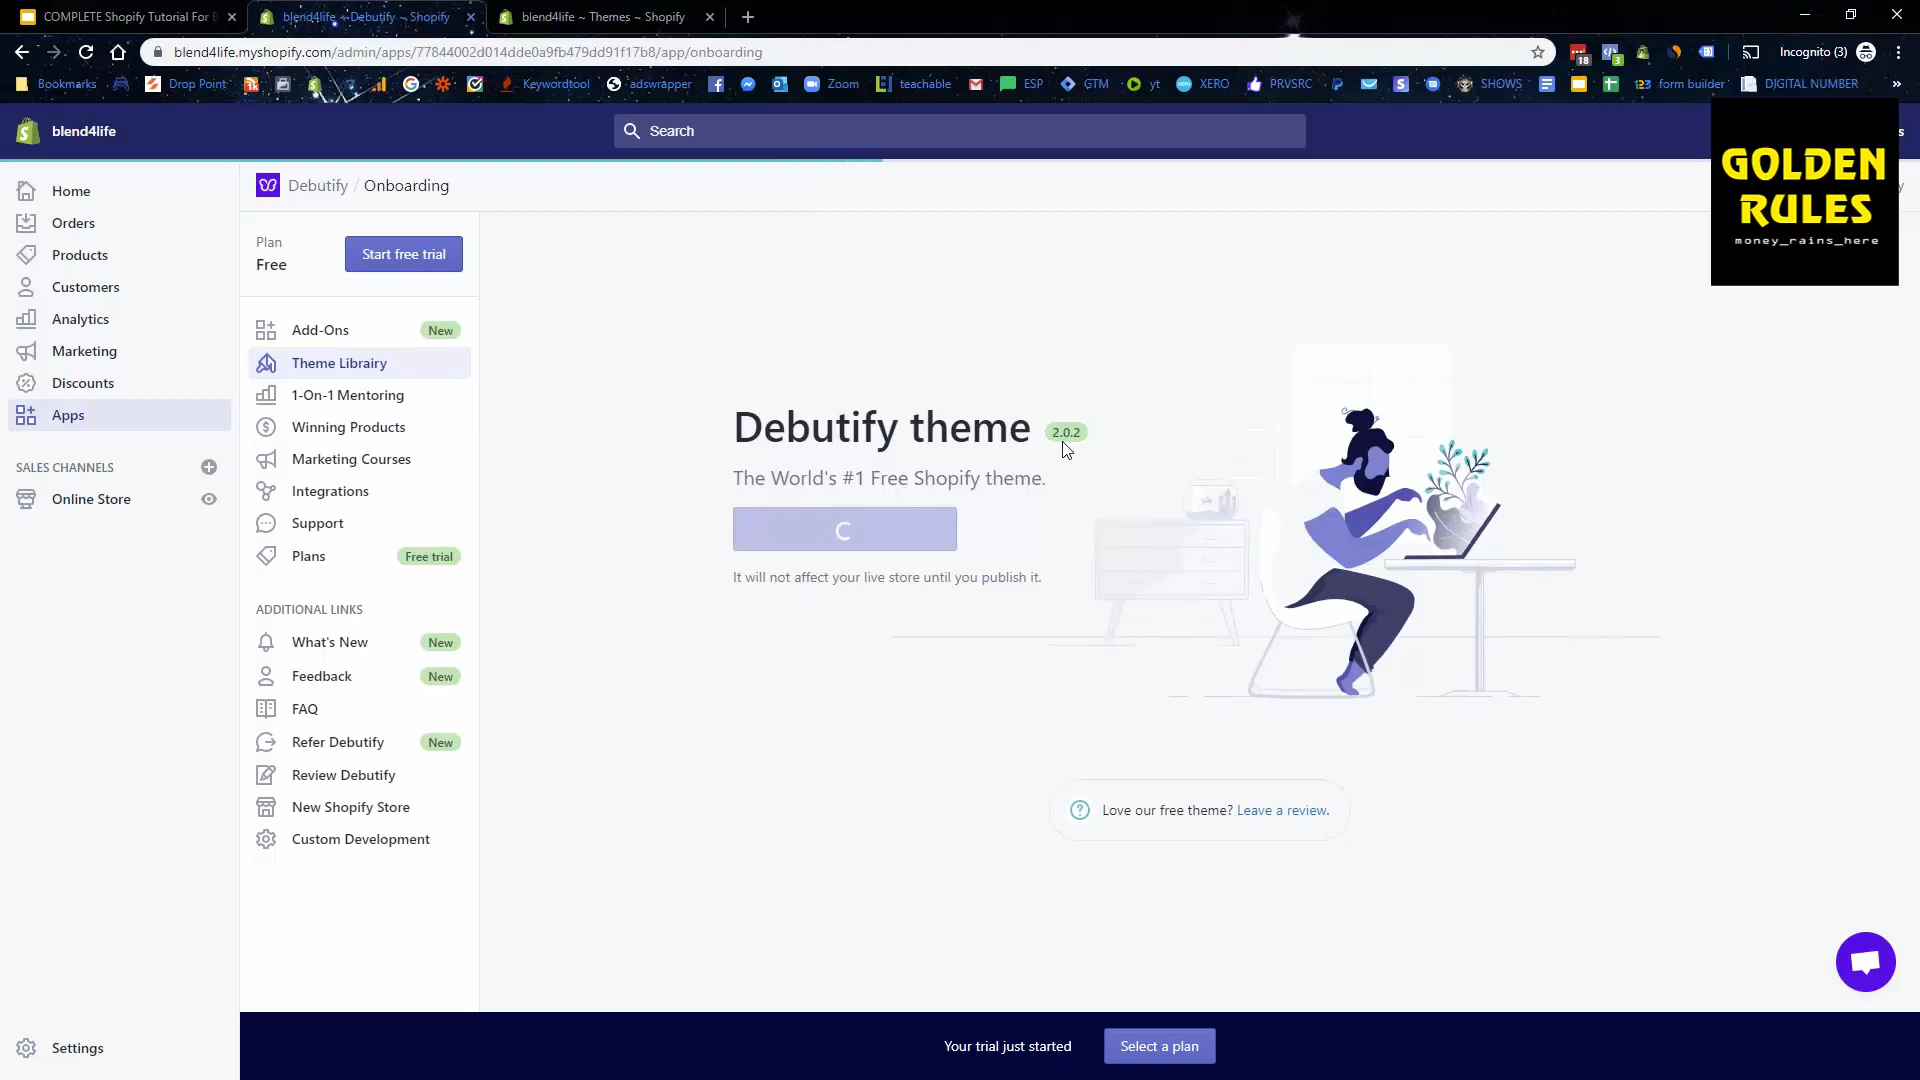 COMPLETE Shopify Tutorial For B
blend4life ~ Debutify ~ Shopify
blend4life ~ Themes ~ Shopify
blend4life.myshopify.com/admin/apps/77844002d014dde0a9fb479dd91f17b8/app/onboarding
18
3
Incognito (3)
Bookmarks
Drop Point
Keywordtool
adswrapper
Zoom
teachable
ESP
GTM
yt
XERO
PRVSRC
SHOWS
123 form builder
DIGITAL NUMBER
blend4life
Search
GOLDEN
RULES
money_rains_here
Home
Orders
Products
Customers
Analytics
Marketing
Discounts
Apps
SALES CHANNELS
Online Store
Settings
Debutify / Onboarding
Plan
Free
Start free trial
Add-Ons New
Theme Librairy
1-On-1 Mentoring
Winning Products
Marketing Courses
Integrations
Support
Plans Free trial
ADDITIONAL LINKS
What's New New
Feedback New
FAQ
Refer Debutify New
Review Debutify
New Shopify Store
Custom Development
Debutify theme 2.0.2
The World's #1 Free Shopify theme.
It will not affect your live store until you publish it.
Love our free theme? Leave a review.
Your trial just started
Select a plan